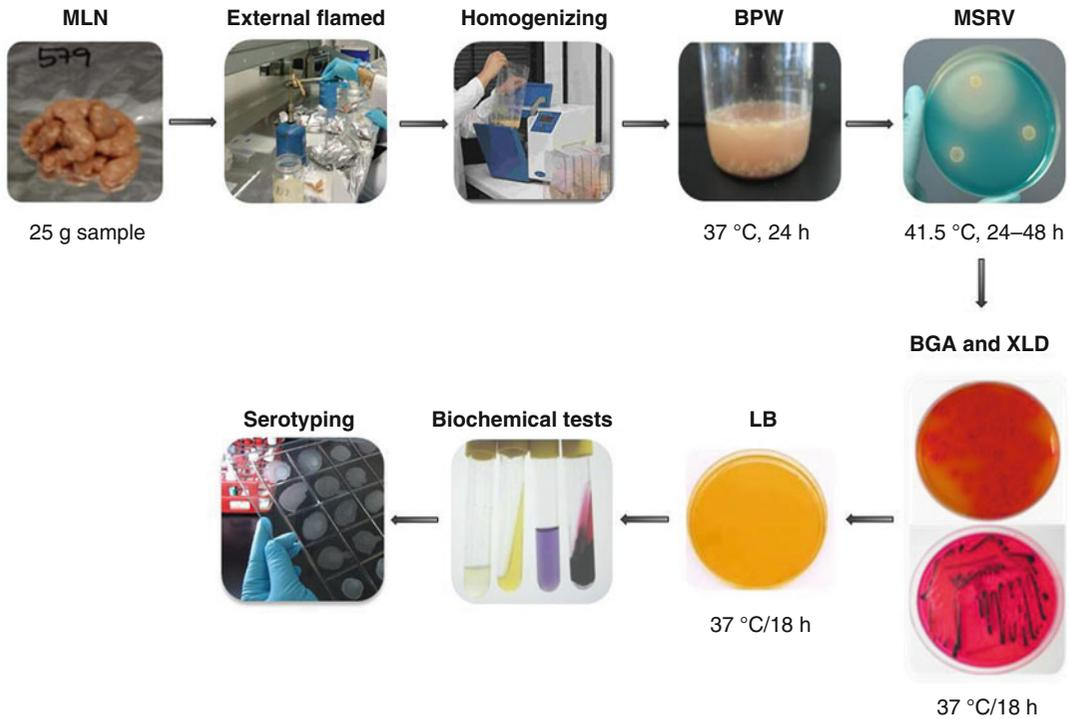 MLN
External flamed
Homogenizing
BPW
MSRV
579
25 g sample
37 °C, 24 h
41.5 °C, 24–48 h
BGA and XLD
Serotyping
Biochemical tests
LB
37 °C/18 h
37 °C/18 h